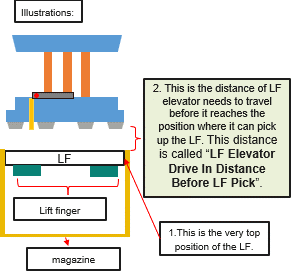 Illustrations:
2. This is the distance of LF
elevator needs to travel
before it reaches the
position where it can pick
up the LF. This distance
is called “LF Elevator
Drive In Distance
Before LF Pick”.
LF
Lift finger
1.This is the very top
position of the LF.
magazine